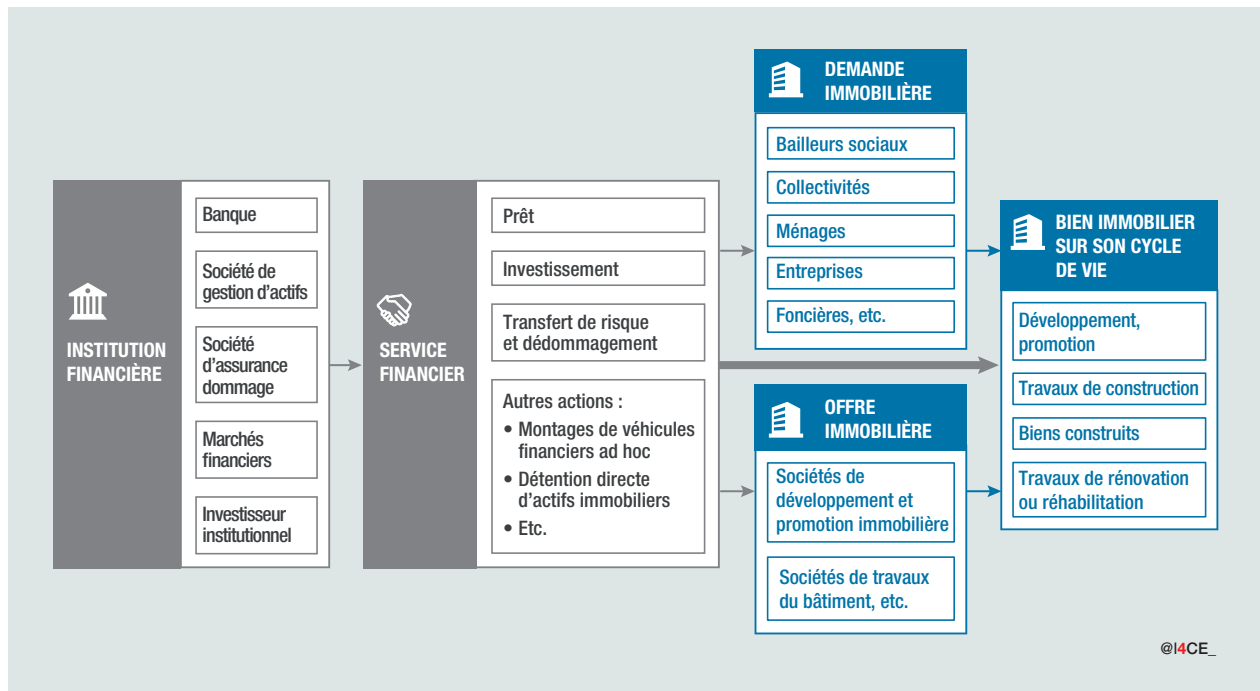 INSTITUTION
FINANCIÈRE
Banque
Société de
gestion d'actifs
Société
d'assurance
dommage
Marchés
financiers
Investisseur
institutionnel
SERVICE
FINANCIER
Prêt
Investissement
Transfert de risque
et dédommagement
Autres actions :
• Montages de véhicules
financiers ad hoc
• Détention directe
d'actifs immobiliers
• Etc.
DEMANDE
IMMOBILIÈRE
Bailleurs sociaux
Collectivités
Ménages
Entreprises
Foncières, etc.
OFFRE
IMMOBILIÈRE
Sociétés de
développement et
promotion immobilière
Sociétés de travaux
du bâtiment, etc.
BIEN IMMOBILIER
SUR SON CYCLE
DE VIE
Développement,
promotion
Travaux de construction
Biens construits
Travaux de rénovation
ou réhabilitation
@I4CE_